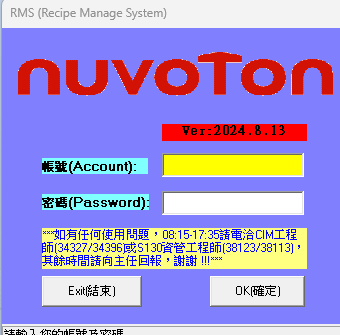 RMS (Recipe Manage System)
nuvoTon
Ver:2024.8.13
帳號(Account):
密碼(Password):
***如有任何使用問題，08:15-17:35請電洽CIM工程
師(34327/34396)或S130資管工程師(38123/38113)，
其餘時間請向主任回報，謝謝 !!!***
Exit(結束)
OK(確定)
請輸入您的帳號及密碼